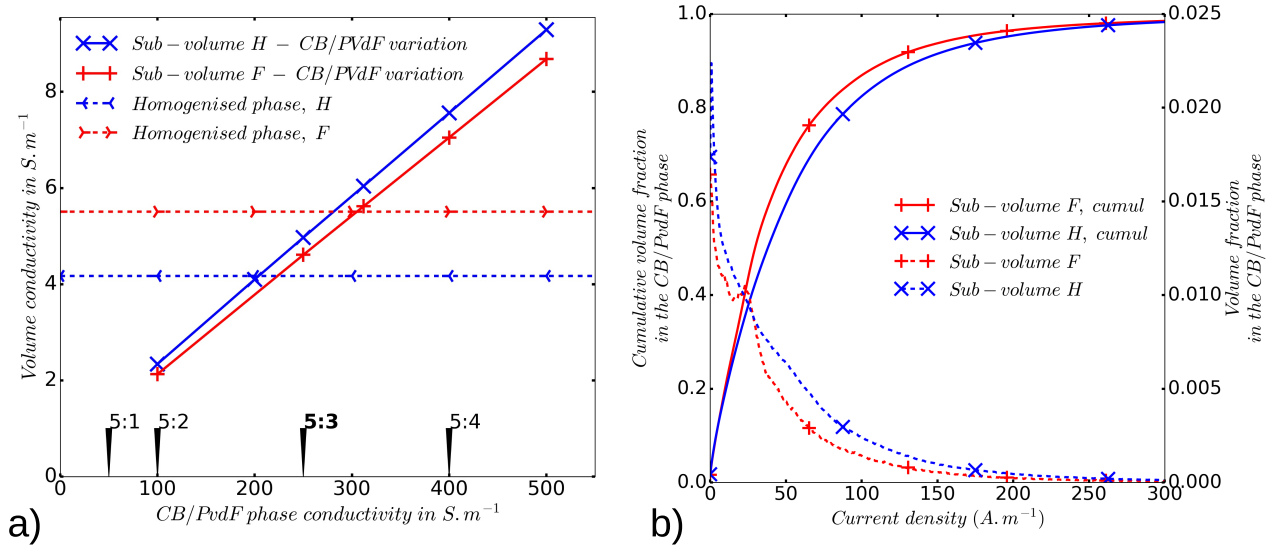 Sub-volume H - CB/PVdF variation
Sub-volume F - CB/PVdF variation
Homogenised phase, H
Homogenised phase, F
Volume conductivity in S.m⁻¹
8
6
4
2
0
5:1
5:2
5:3
5:4
0
100
200
300
400
500
CB/PvdF phase conductivity in S.m⁻¹
a)
1.0
0.8
0.6
0.4
0.2
0.0
Cumulative volume fraction
in the CB/PvdF phase
Sub-volume F, cumul
Sub-volume H, cumul
Sub-volume F
Sub-volume H
0.025
0.020
0.015
0.010
0.005
0.000
Volume fraction
in the CB/PvdF phase
0
50
100
150
200
250
300
Current density (A.m⁻¹)
b)